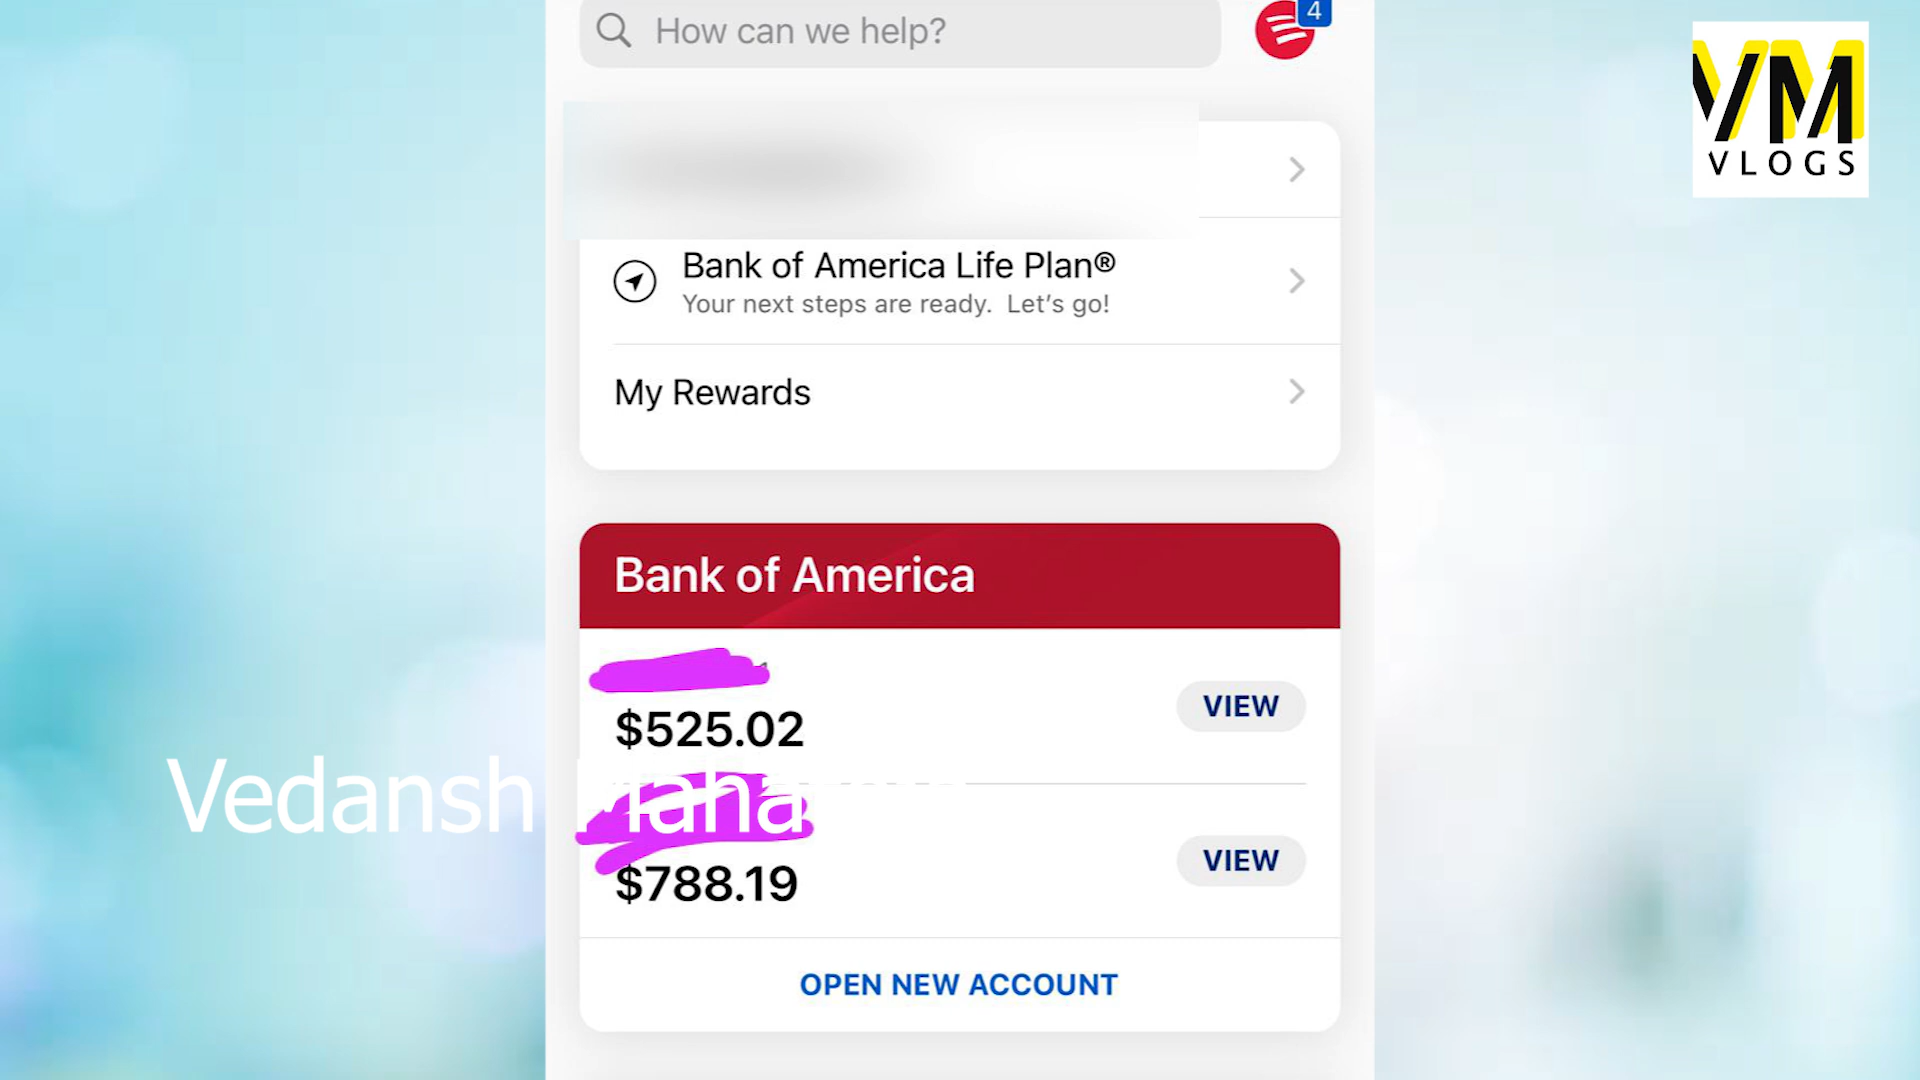 How can we help?
4
VM
VLOGS
Bank of America Life Plan®
Your next steps are ready. Let's go!
My Rewards
Bank of America
$525.02
VIEW
Vedansh
$788.19
VIEW
OPEN NEW ACCOUNT